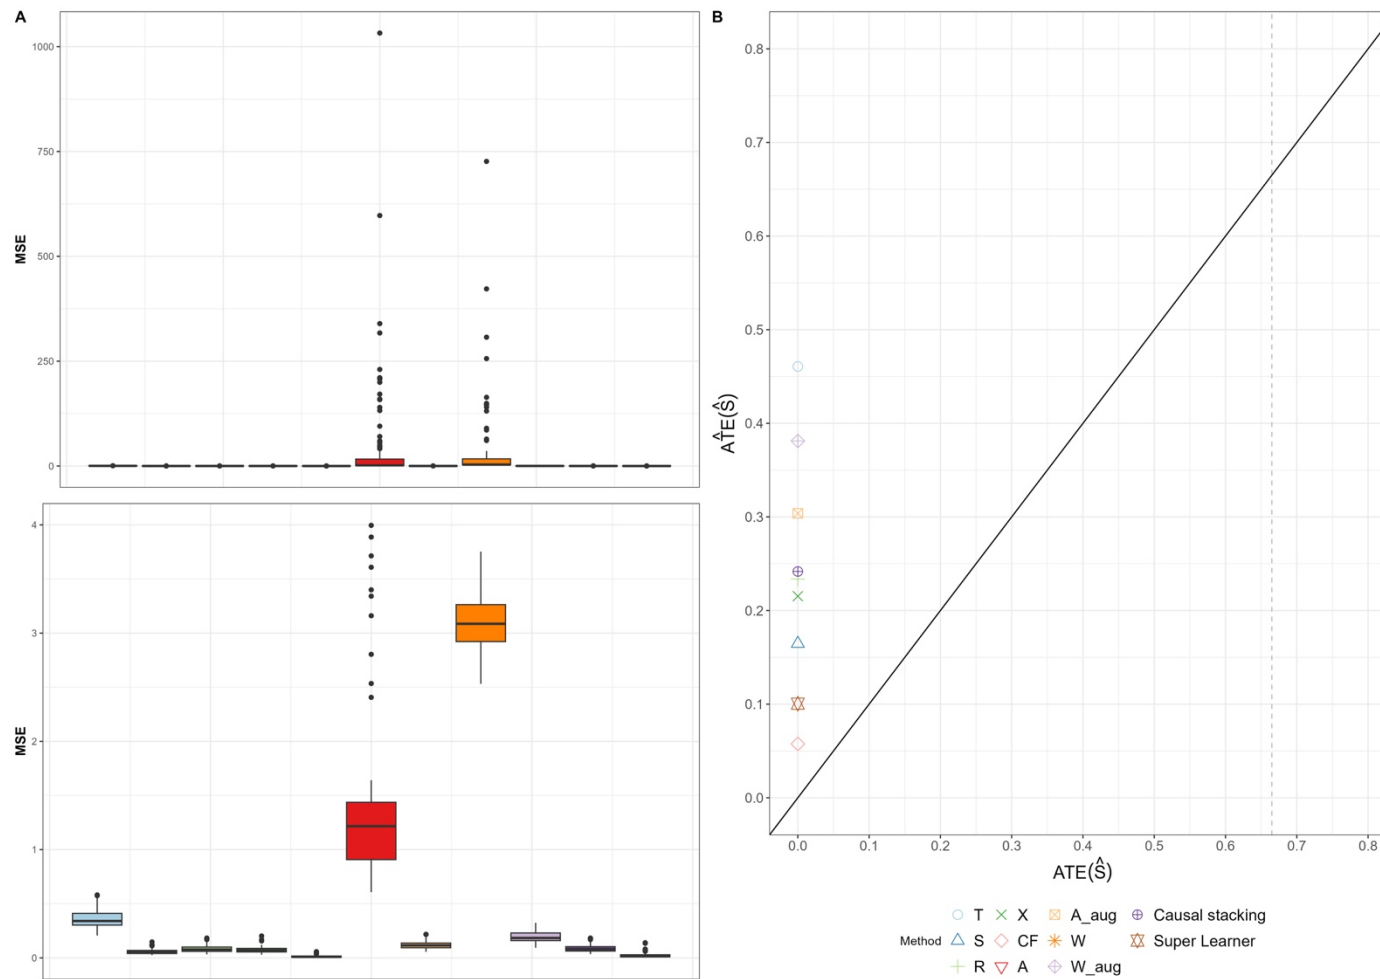 A
1000
750
500
250
0
MSE
4
3
2
1
0
MSE
B
0.8
0.7
0.6
0.5
0.4
0.3
0.2
0.1
0.0
ÂTE(Ŝ)
0.0 0.1 0.2 0.3 0.4 0.5 0.6 0.7 0.8
ATE(Ŝ)
T X A_aug Causal stacking
Method S CF W Super Learner
R A W_aug